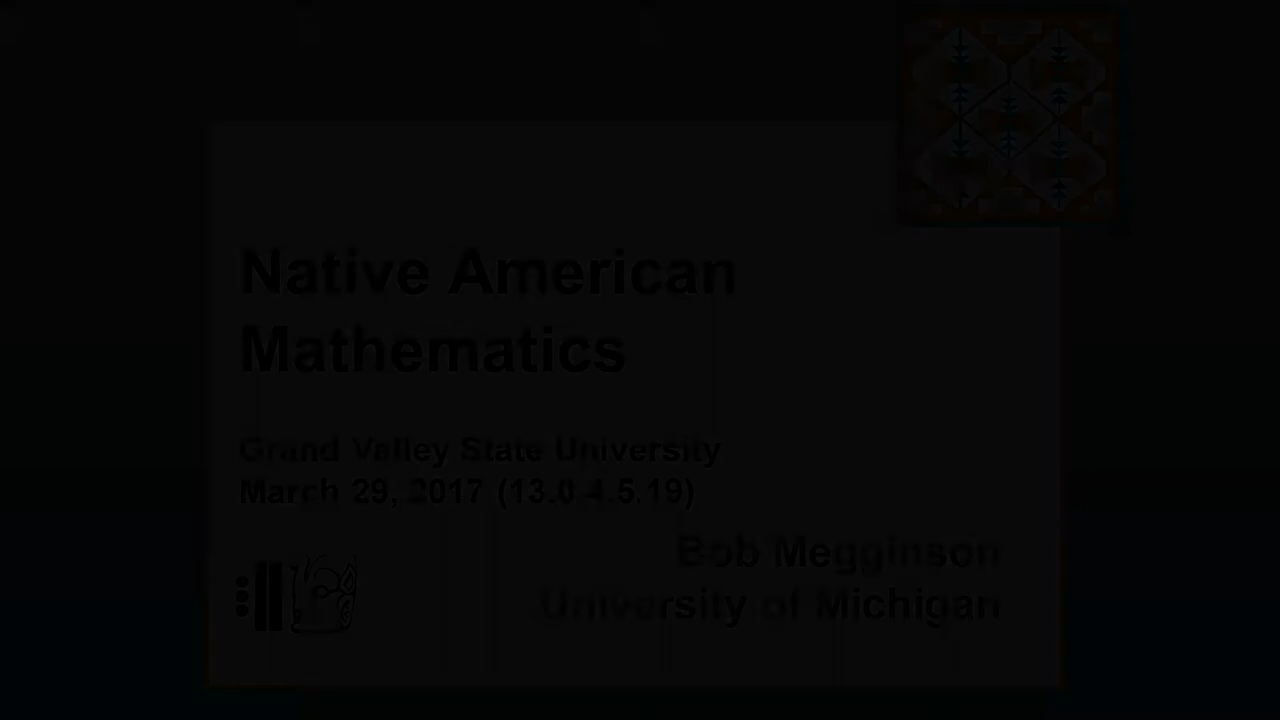 Native American
Mathematics
Grand Valley State University
March 29, 2017 (13.0.4.5.19)
Bob Megginson
University of Michigan